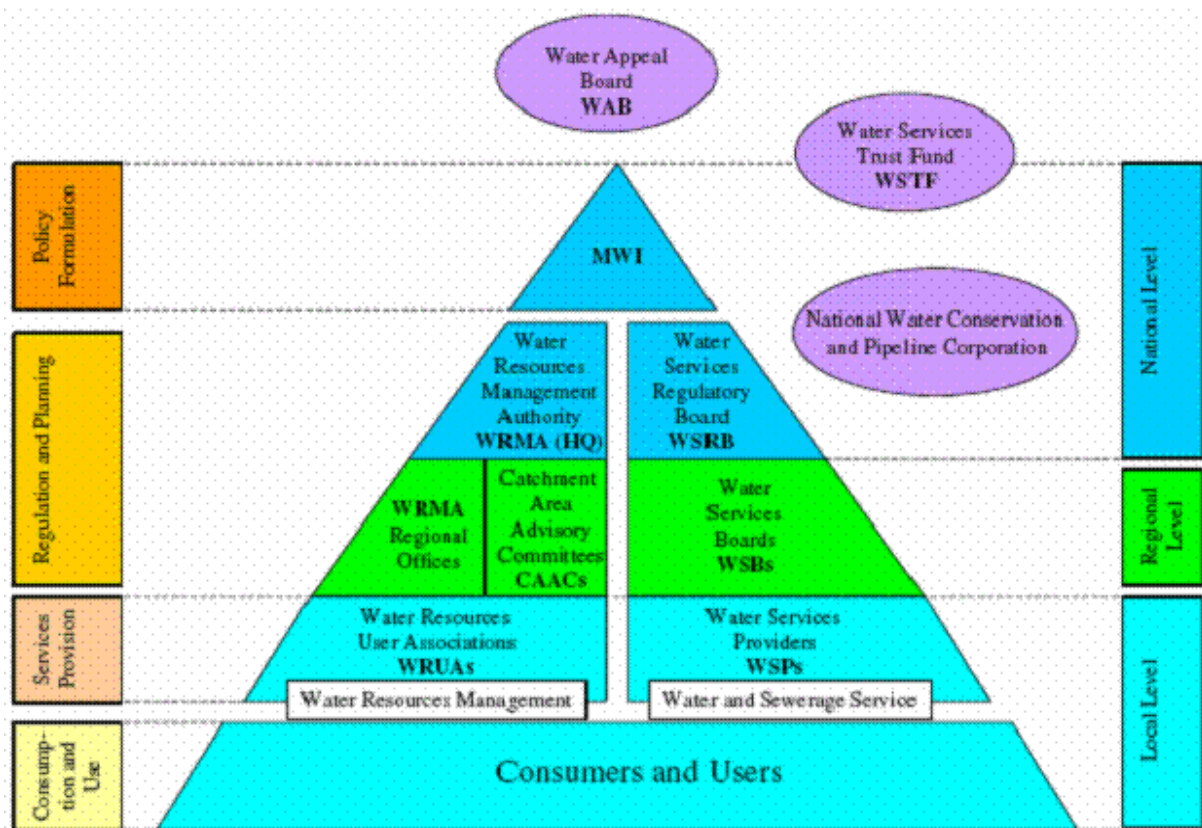 Water Appeal
Board
WAB
Water Services
Trust Fund
WSTF
Policy
Formulation
MWI
National Water Conservation
and Pipeline Corporation
National Level
Regulation and Planning
Water
Resources
Management
Authority
WRMA (HQ)
Water
Services
Regulatory
Board
WSRB
WRMA
Regional
Offices
Catchment
Area
Advisory
Committees
CAACs
Water
Services
Boards
WSBs
Regional
Level
Services
Provision
Water Resources
User Associations
WRUAs
Water Services
Providers
WSPs
Water Resources Management
Water and Sewerage Service
Local Level
Consump-
tion and
Use
Consumers and Users